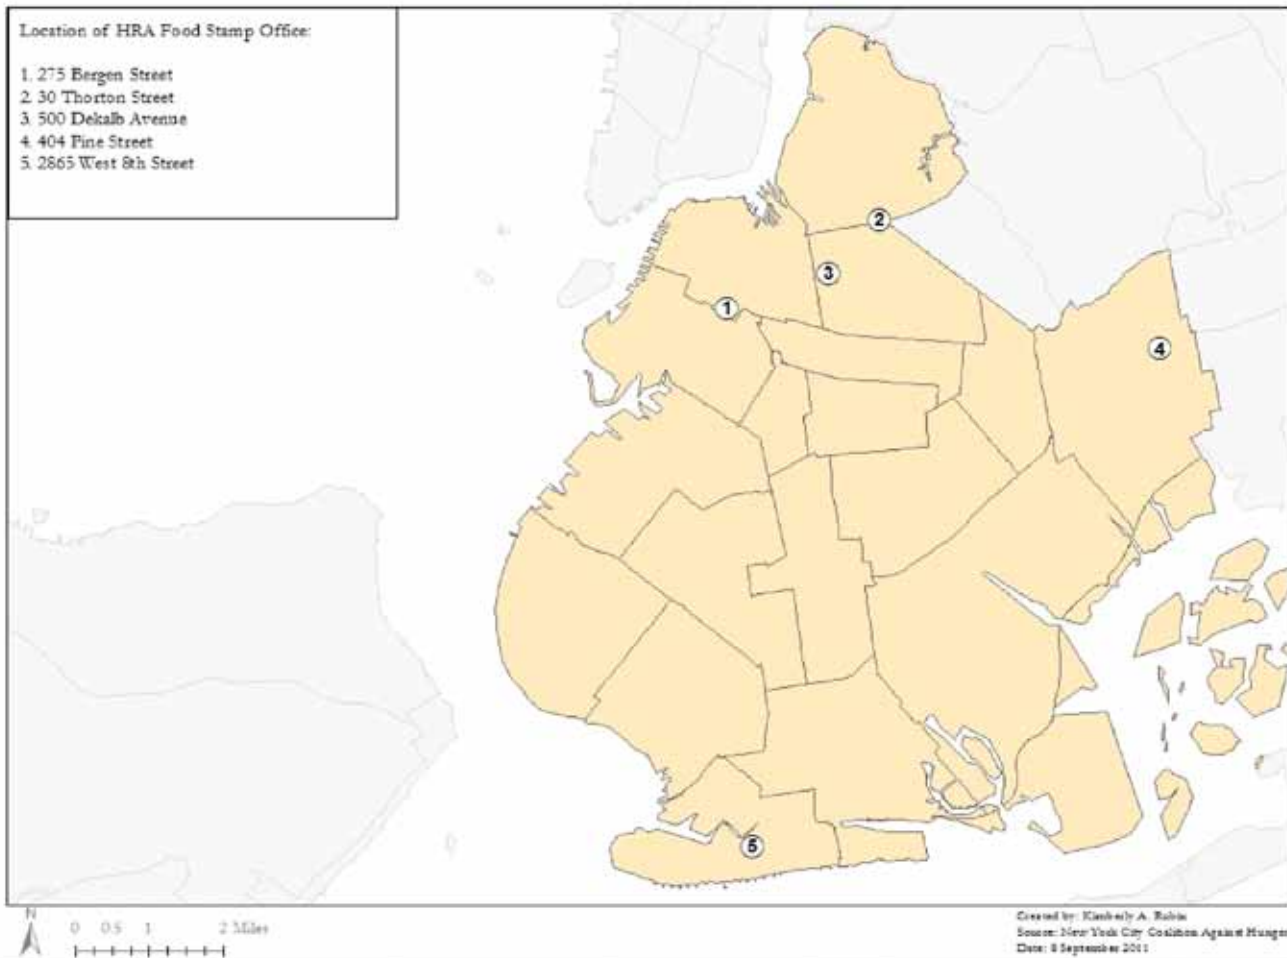 Location of HRA Food Stamp Office:
1. 275 Bergen Street
2. 30 Thorton Street
3. 500 Dekalb Avenue
4. 404 Pine Street
5. 2865 West 8th Street
2
3
1
4
5
N
0 0.5 1 2 Miles
Created by: Kimberly A. Rubin
Source: New York City Coalition Against Hunger
Date: 8 September 2011